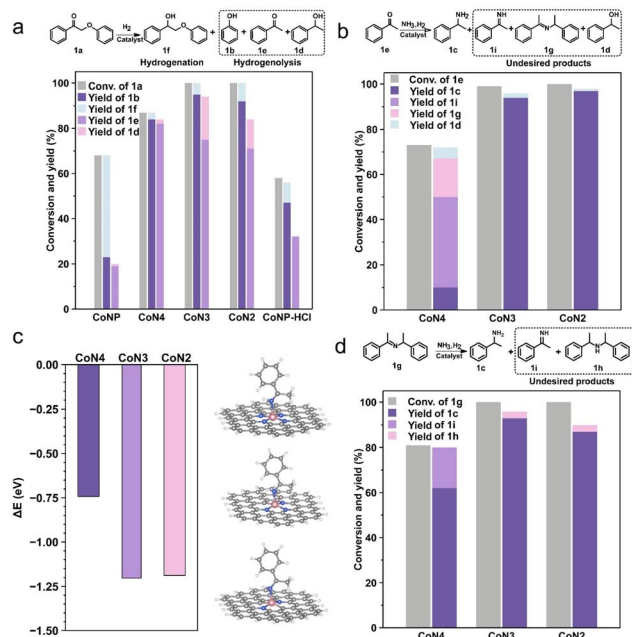 a
O
O
H₂
Catalyst
OH
O
+
OH
+
O
+
OH
1a
1f
1b
1e
1d
Hydrogenation
Hydrogenolysis
Conversion and yield (%)
100
80
60
40
20
0
Conv. of 1a
Yield of 1b
Yield of 1f
Yield of 1e
Yield of 1d
CoNP
CoN4
CoN3
CoN2
CoNP-HCl
b
O
NH₃,H₂
Catalyst
NH₂
+
NH
+
N
+
OH
1e
1c
1i
1g
1d
Undesired products
Conversion and yield (%)
100
80
60
40
20
0
Conv. of 1e
Yield of 1c
Yield of 1i
Yield of 1g
Yield of 1d
CoN4
CoN3
CoN2
c
CoN4
CoN3
CoN2
ΔE (eV)
0.00
−0.25
−0.50
−0.75
−1.00
−1.25
−1.50
d
N
NH₃,H₂
Catalyst
NH₂
+
NH
+
N
H
1g
1c
1i
1h
Undesired products
Conversion and yield (%)
100
80
60
40
20
0
Conv. of 1g
Yield of 1c
Yield of 1i
Yield of 1h
CoN4
CoN3
CoN2